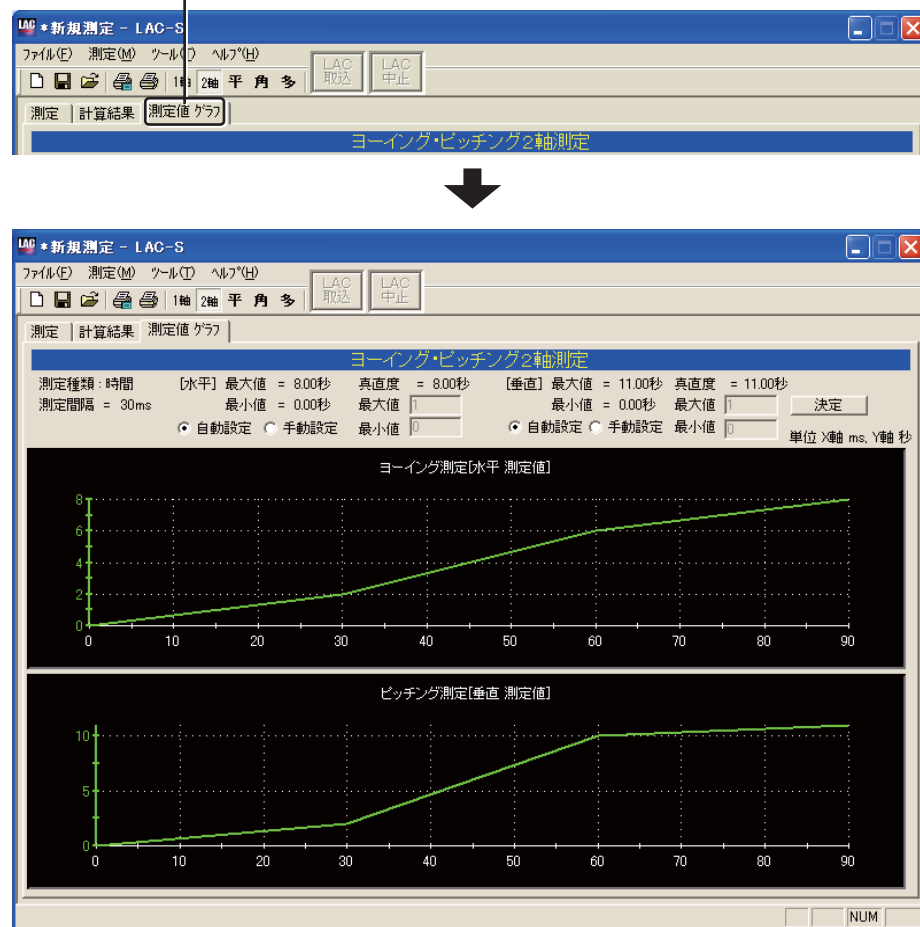 LAC *新規測定 - LAC-S
ファイル(F) 測定(M) ツール(T) ヘルプ(H)
1軸 2軸 平 角 多 LAC取込 LAC中止
測定 計算結果 測定値 グラフ
ヨーイング・ピッチング2軸測定
LAC *新規測定 - LAC-S
ファイル(F) 測定(M) ツール(T) ヘルプ(H)
1軸 2軸 平 角 多 LAC取込 LAC中止
測定 計算結果 測定値 グラフ
ヨーイング・ピッチング2軸測定
測定種類:時間 [水平] 最大値 = 8.00秒 真直度 = 8.00秒 [垂直] 最大値 = 11.00秒 真直度 = 11.00秒
測定間隔 = 30ms 最小値 = 0.00秒 最大値 1 最小値 = 0.00秒 最大値 1 決定
自動設定 手動設定 最小値 0 自動設定 手動設定 最小値 0 単位 X軸 ms, Y軸 秒
ヨーイング測定[水平 測定値]
8
6
4
2
0
0 10 20 30 40 50 60 70 80 90
ピッチング測定[垂直 測定値]
10
5
0
0 10 20 30 40 50 60 70 80 90
NUM